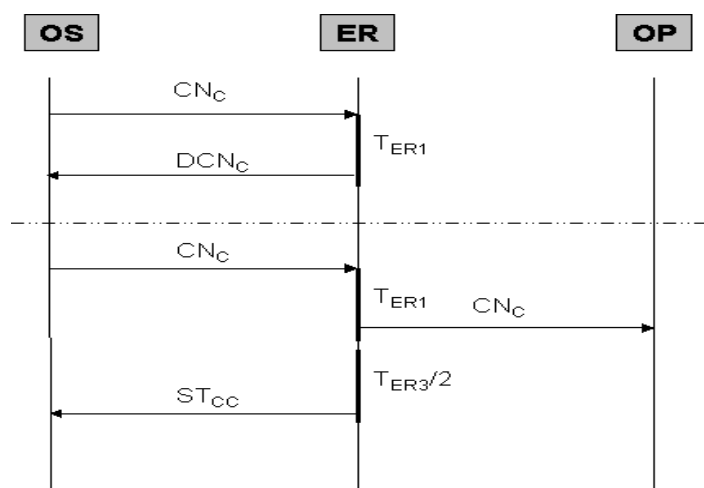 OS ER OP
CN_C
T_ER1
DCN_C
CN_C
T_ER1
CN_C
T_ER3/2
ST_CC